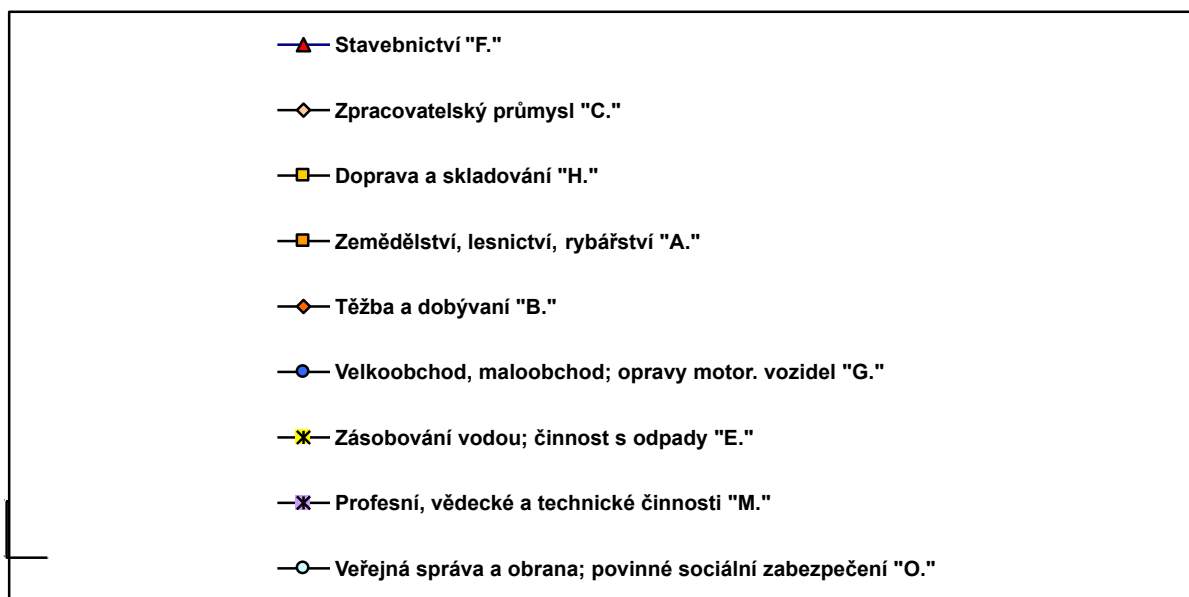 Stavebnictví "F."
Zpracovatelský průmysl "C."
Doprava a skladování "H."
Zemědělství, lesnictví, rybářství "A."
Těžba a dobývaní "B."
Velkoobchod, maloobchod; opravy motor. vozidel "G."
Zásobování vodou; činnost s odpady "E."
Profesní, vědecké a technické činnosti "M."
Veřejná správa a obrana; povinné sociální zabezpečení "O."